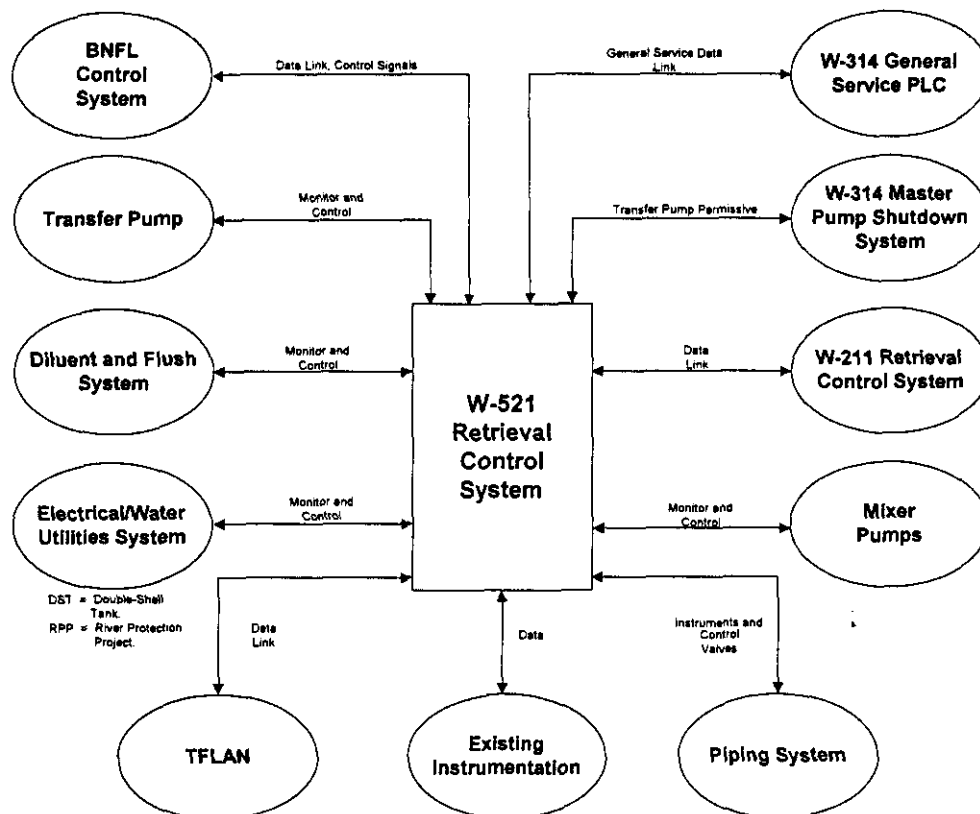 BNFL
Control
System
Data Link, Control Signals
General Service Data
Link
W-314 General
Service PLC
Transfer Pump
Monitor and
Control
Transfer Pump Permissive
W-314 Master
Pump Shutdown
System
Diluent and Flush
System
Monitor and
Control
W-521
Retrieval
Control
System
Data
Link
W-211 Retrieval
Control System
Electrical/Water
Utilities System
Monitor and
Control
Monitor and
Control
Mixer
Pumps
DST = Double-Shell
Tank.
RPP = River Protection
Project.
Data
Link
Data
Instruments and
Control
Valves
TFLAN
Existing
Instrumentation
Piping System